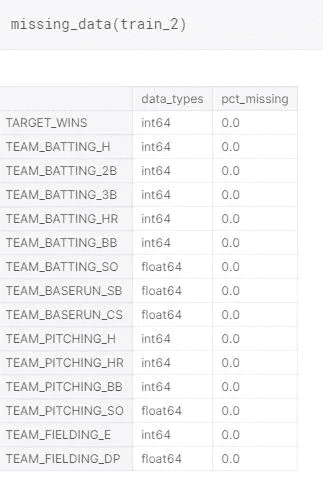 missing_data(train_2)
data_types pct_missing
TARGET_WINS int64 0.0
TEAM_BATTING_H int64 0.0
TEAM_BATTING_2B int64 0.0
TEAM_BATTING_3B int64 0.0
TEAM_BATTING_HR int64 0.0
TEAM_BATTING_BB int64 0.0
TEAM_BATTING_SO float64 0.0
TEAM_BASERUN_SB float64 0.0
TEAM_BASERUN_CS float64 0.0
TEAM_PITCHING_H int64 0.0
TEAM_PITCHING_HR int64 0.0
TEAM_PITCHING_BB int64 0.0
TEAM_PITCHING_SO float64 0.0
TEAM_FIELDING_E int64 0.0
TEAM_FIELDING_DP float64 0.0